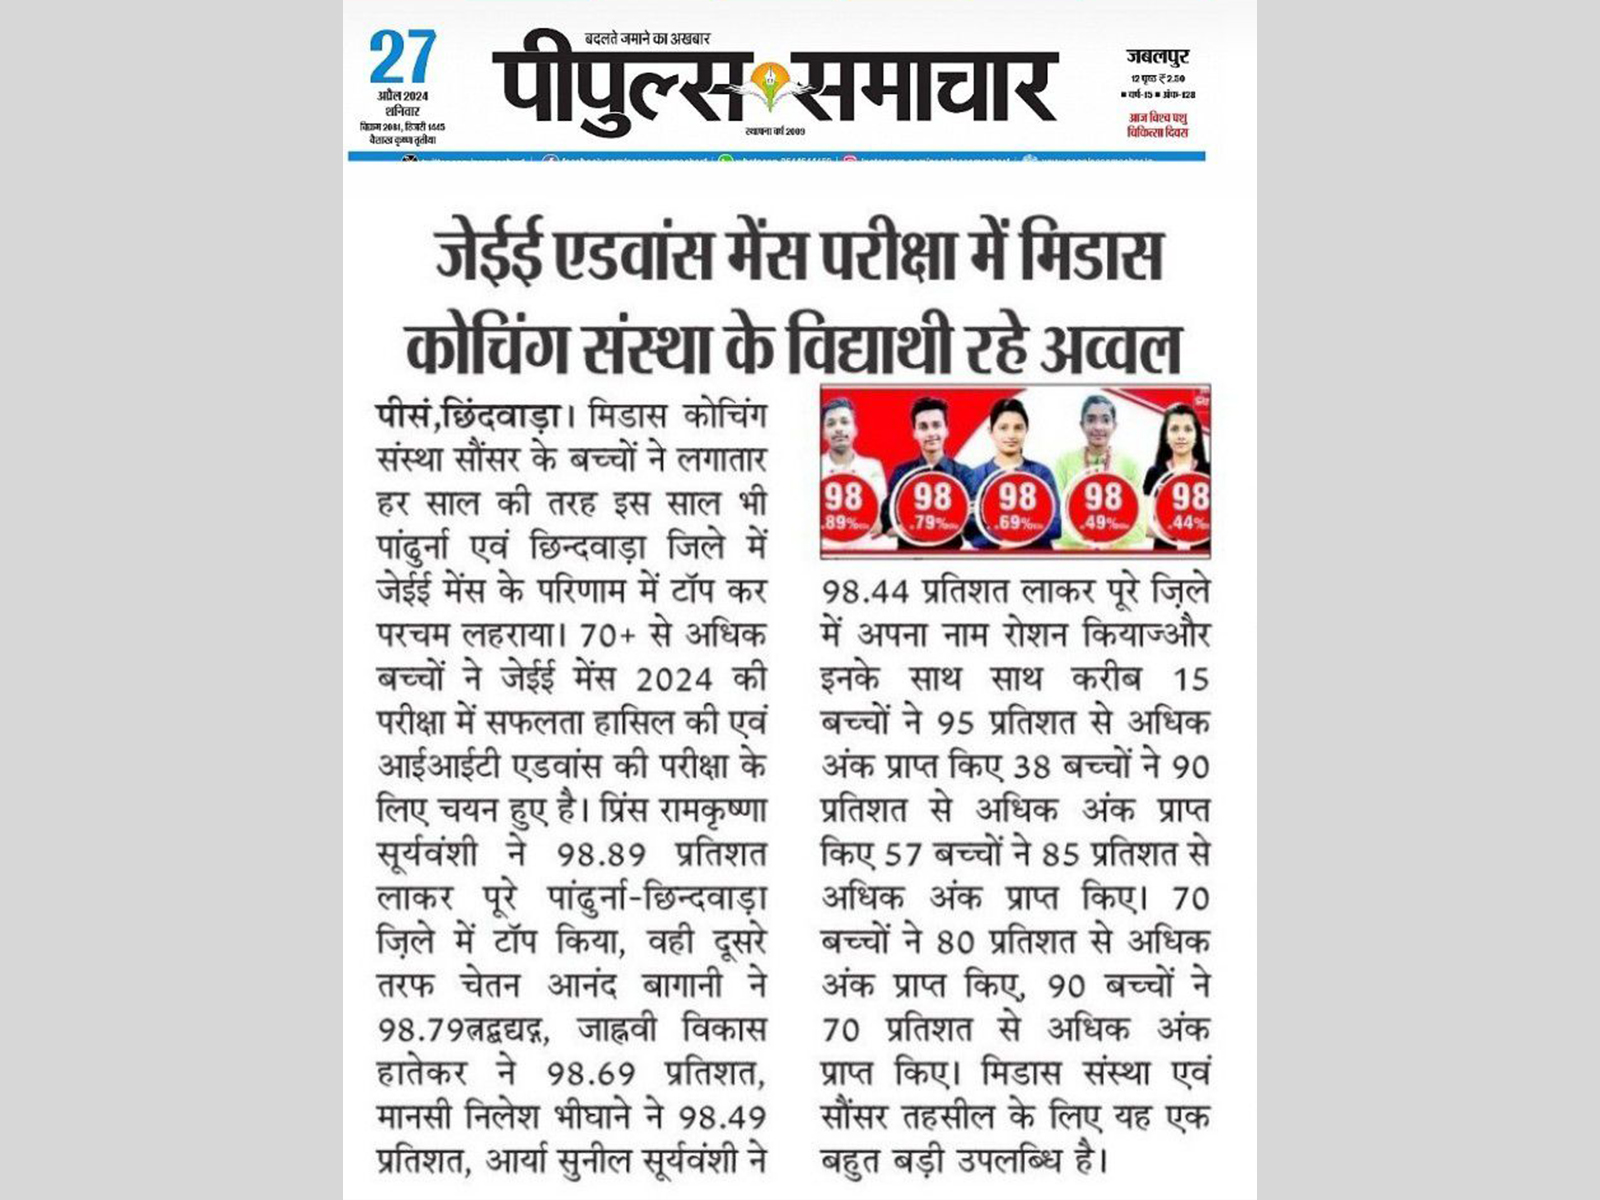 27
अप्रैल 2024
शनिवार
विक्रम 2081, हिजरी 1445
वैशाख कृष्ण तृतीया
बदलते जमाने का अखबार
पीपुल्स समाचार
स्थापना वर्ष 2009
जबलपुर
12 पृष्ठ ₹ 2.50
■ वर्ष-15 ■ अंक-128
आज विश्व पशु
चिकित्सा दिवस
जेईई एडवांस मेंस परीक्षा में मिडास
कोचिंग संस्था के विद्याथी रहे अव्वल
पीसं,छिंदवाड़ा। मिडास कोचिंग
संस्था सौंसर के बच्चों ने लगातार
हर साल की तरह इस साल भी
पांढुर्ना एवं छिन्दवाड़ा जिले में
जेईई मेंस के परिणाम में टॉप कर
परचम लहराया। 70+ से अधिक
बच्चों ने जेईई मेंस 2024 की
परीक्षा में सफलता हासिल की एवं
आईआईटी एडवांस की परीक्षा के
लिए चयन हुए है। प्रिंस रामकृष्णा
सूर्यवंशी ने 98.89 प्रतिशत
लाकर पूरे पांढुर्ना-छिन्दवाड़ा
ज़िले में टॉप किया, वही दूसरे
तरफ चेतन आनंद बागानी ने
98.79त्नद्बद्यद्ग, जाह्नवी विकास
हातेकर ने 98.69 प्रतिशत,
मानसी निलेश भीघाने ने 98.49
प्रतिशत, आर्या सुनील सूर्यवंशी ने
98 98 98 98 98
.89% .79% .69% .49% .44%
98.44 प्रतिशत लाकर पूरे ज़िले
में अपना नाम रोशन कियाज्और
इनके साथ साथ करीब 15
बच्चों ने 95 प्रतिशत से अधिक
अंक प्राप्त किए 38 बच्चों ने 90
प्रतिशत से अधिक अंक प्राप्त
किए 57 बच्चों ने 85 प्रतिशत से
अधिक अंक प्राप्त किए। 70
बच्चों ने 80 प्रतिशत से अधिक
अंक प्राप्त किए, 90 बच्चों ने
70 प्रतिशत से अधिक अंक
प्राप्त किए। मिडास संस्था एवं
सौंसर तहसील के लिए यह एक
बहुत बड़ी उपलब्धि है।